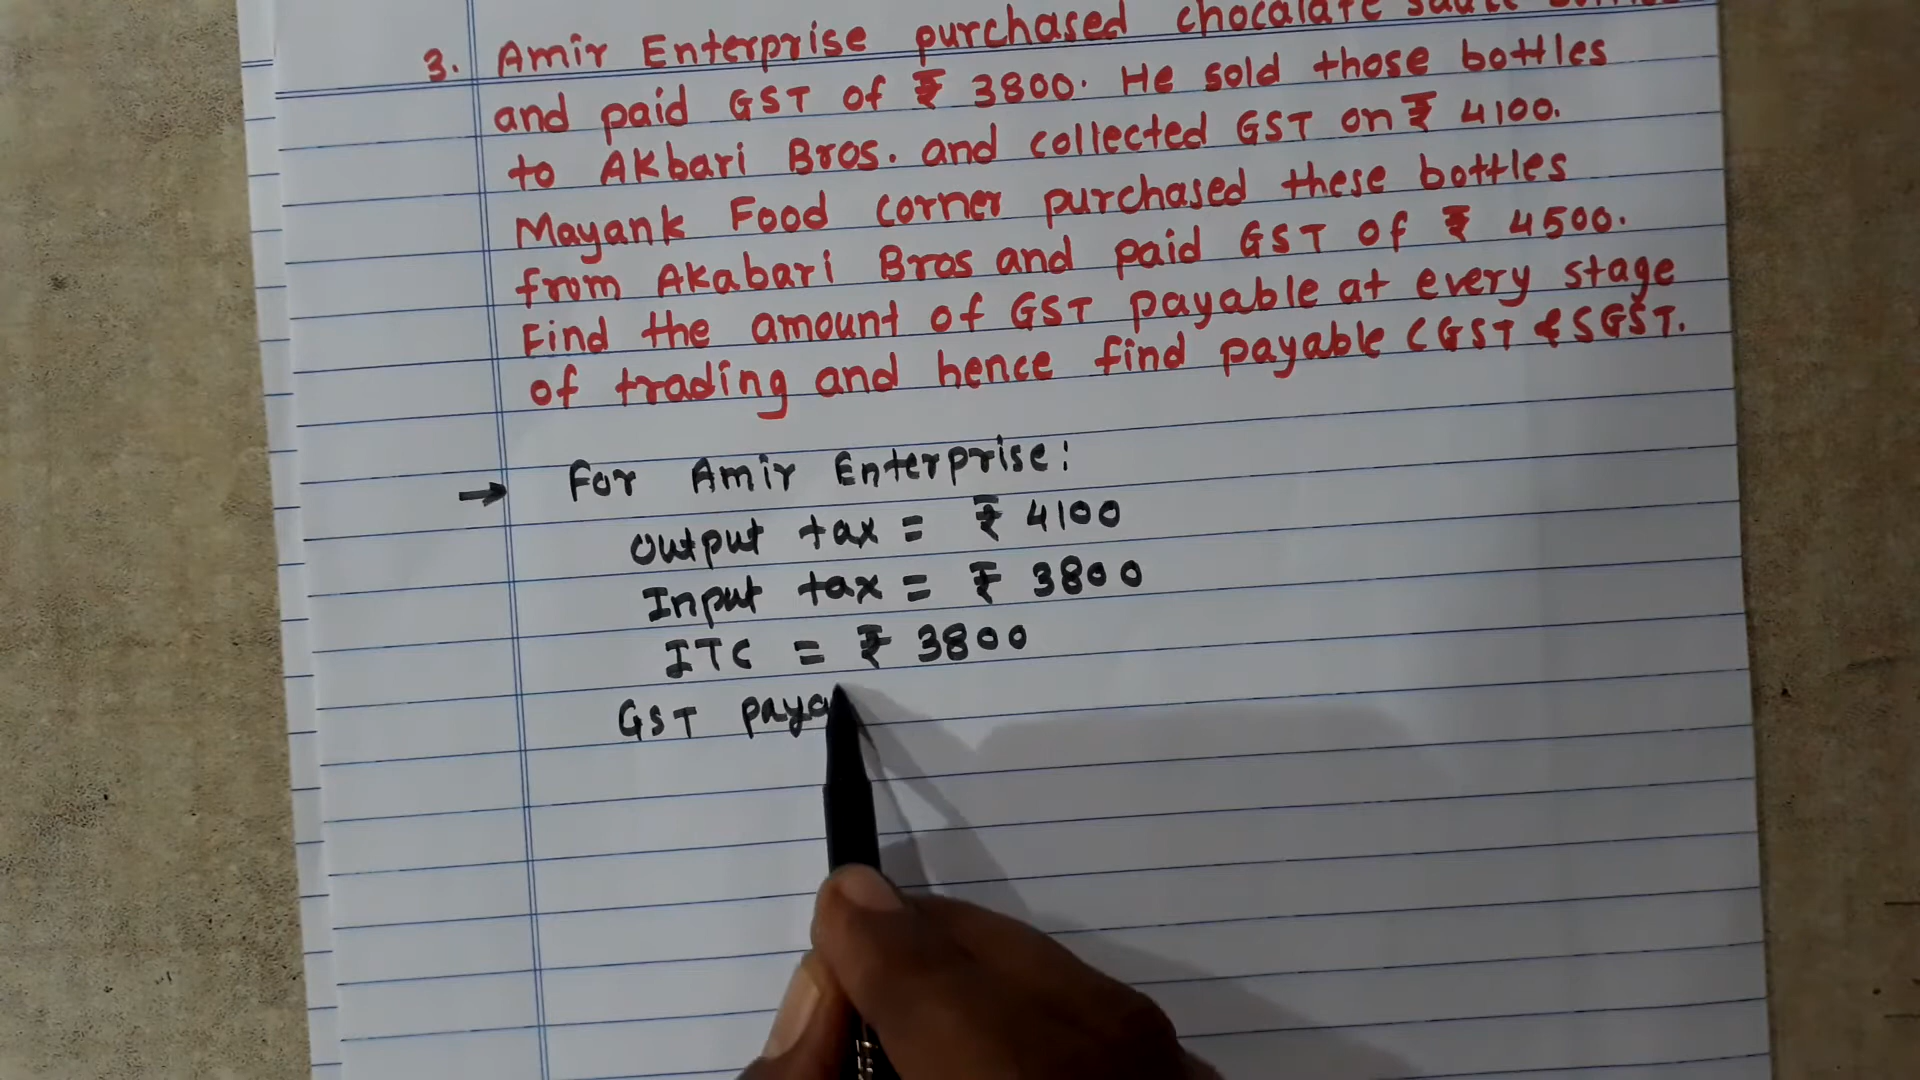 3. Amir Enterprise purchased chocalate
and paid GST of ₹ 3800. He sold those bottles
to Akbari Bros. and collected GST on ₹ 4100.
Mayank Food corner purchased these bottles
from Akabari Bros and paid GST of ₹ 4500.
Find the amount of GST payable at every stage
of trading and hence find payable CGST & SGST.
→ For Amir Enterprise:
Output tax = ₹ 4100
Input tax = ₹ 3800
ITC = ₹ 3800
GST paya